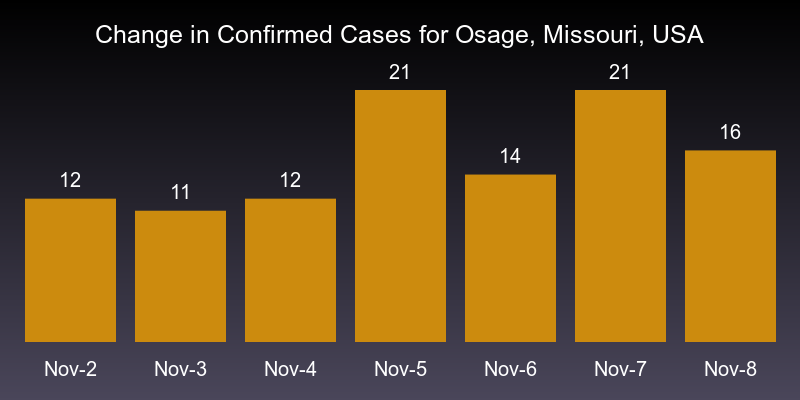 Change in Confirmed Cases for Osage, Missouri, USA
12
11
12
21
14
21
16
Nov-2
Nov-3
Nov-4
Nov-5
Nov-6
Nov-7
Nov-8